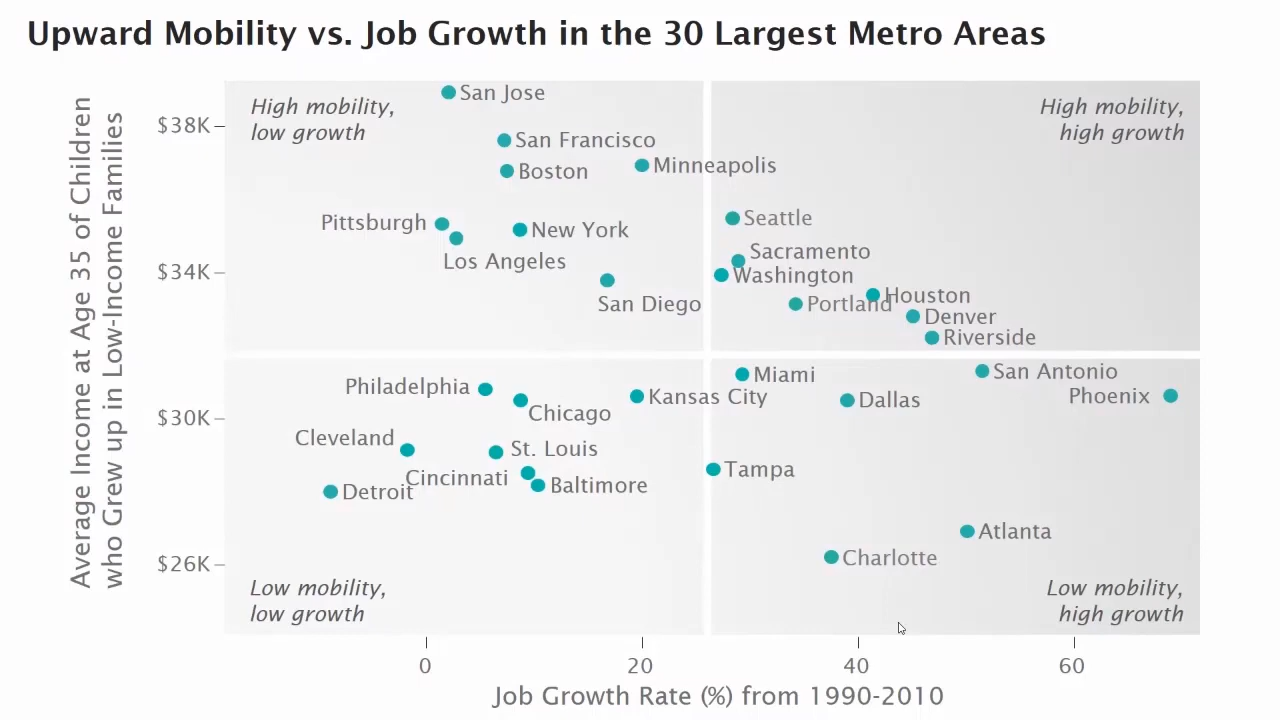 Upward Mobility vs. Job Growth in the 30 Largest Metro Areas
Average Income at Age 35 of Children
who Grew up in Low-Income Families
$38K
$34K
$30K
$26K
High mobility,
low growth
High mobility,
high growth
San Jose
San Francisco
Boston
Minneapolis
Pittsburgh
New York
Los Angeles
San Diego
Seattle
Sacramento
Washington
Portland
Houston
Denver
Riverside
Philadelphia
Chicago
Kansas City
Cleveland
St. Louis
Cincinnati
Baltimore
Detroit
Miami
San Antonio
Phoenix
Dallas
Tampa
Atlanta
Charlotte
Low mobility,
low growth
Low mobility,
high growth
0
20
40
60
Job Growth Rate (%) from 1990-2010